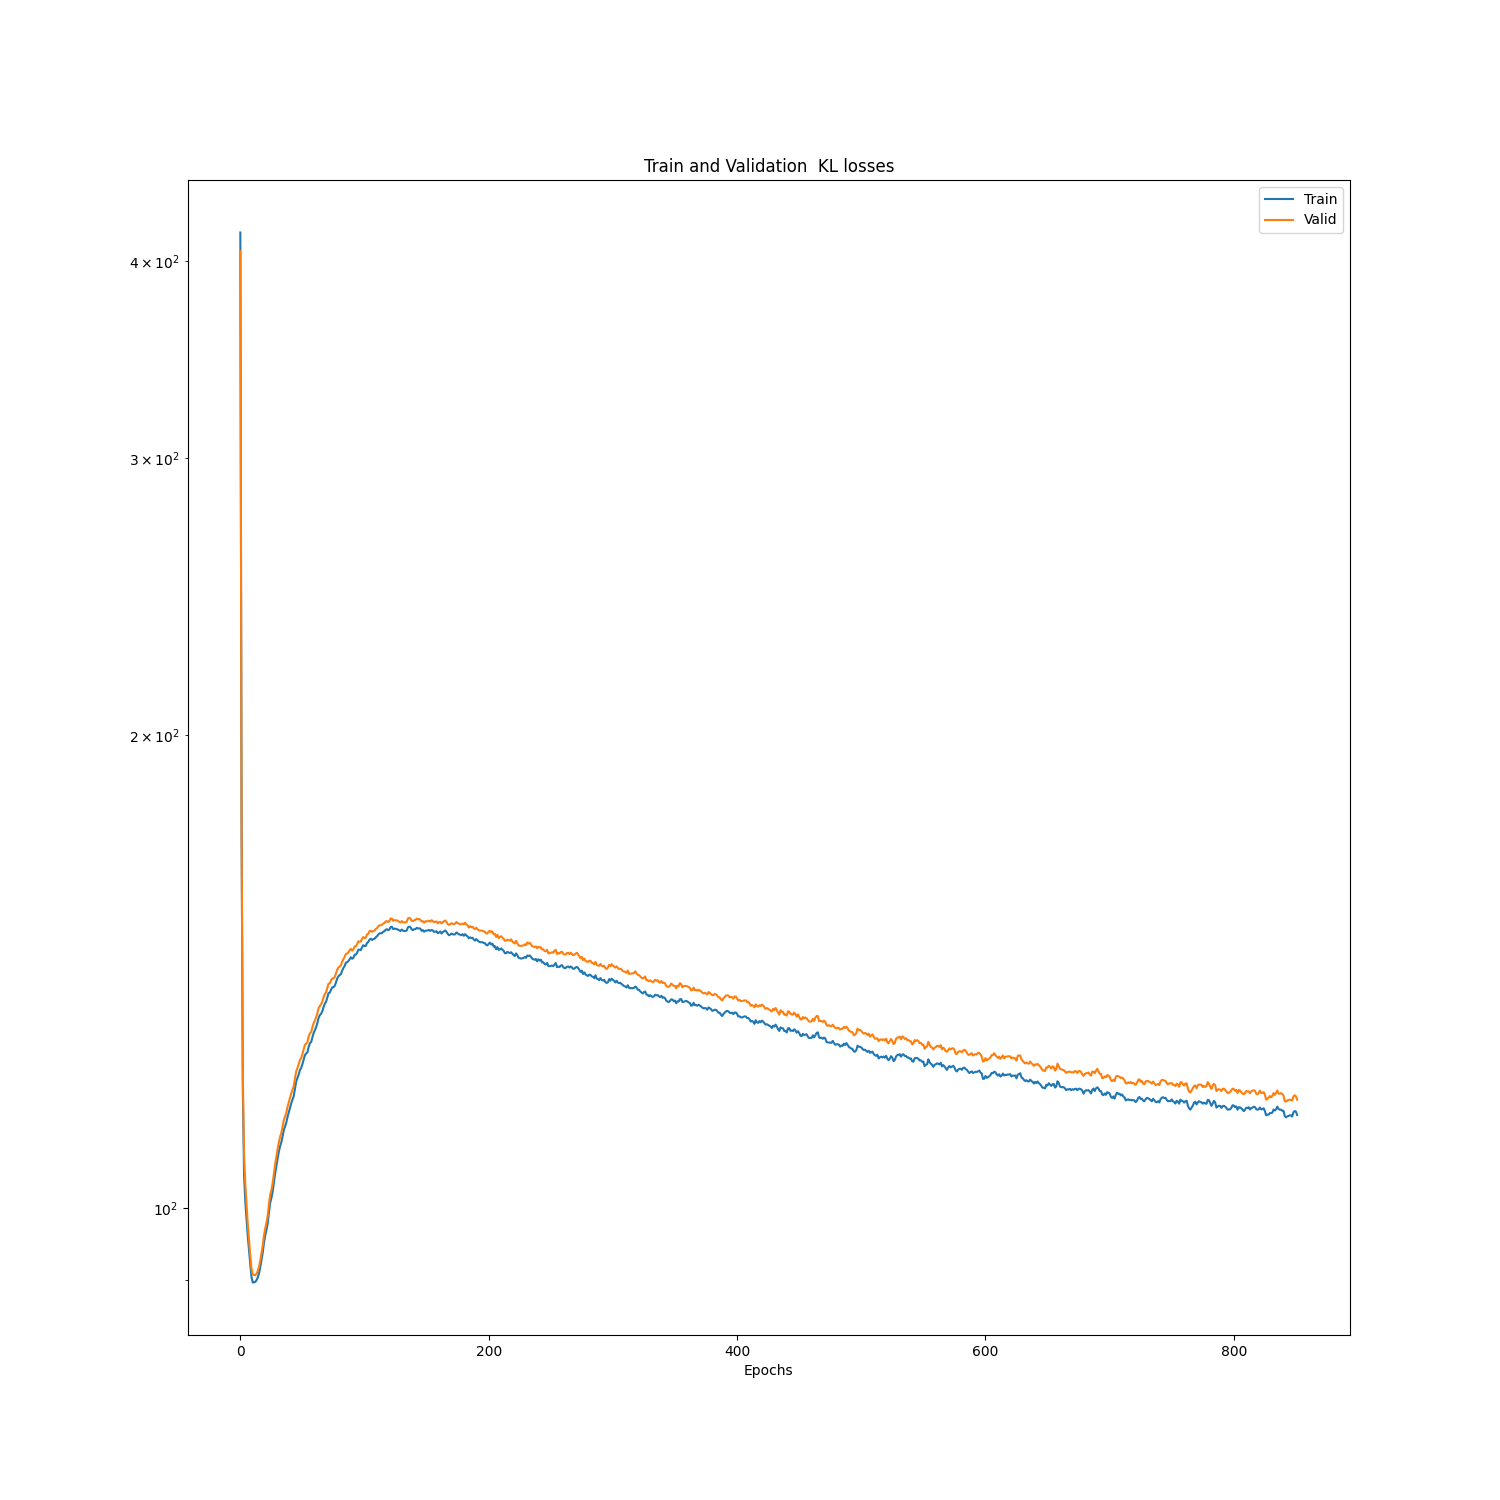 Train and Validation  KL losses
Train
Valid
4 × 10²
3 × 10²
2 × 10²
10²
0 200 400 600 800
Epochs